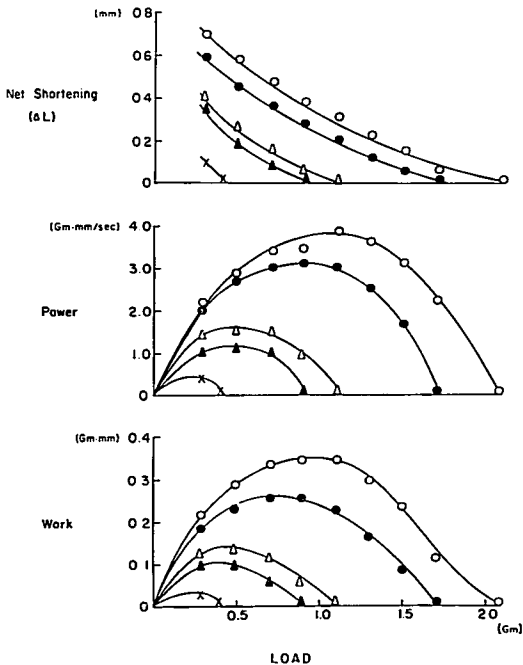 (mm)
0.8
0.6
0.4
0.2
0
Net Shortening
(ΔL)
(Gm·mm/sec)
4.0
3.0
2.0
1.0
0
Power
(Gm·mm)
0.4
0.3
0.2
0.1
0
Work
0.5
1.0
1.5
2.0
(Gm)
LOAD